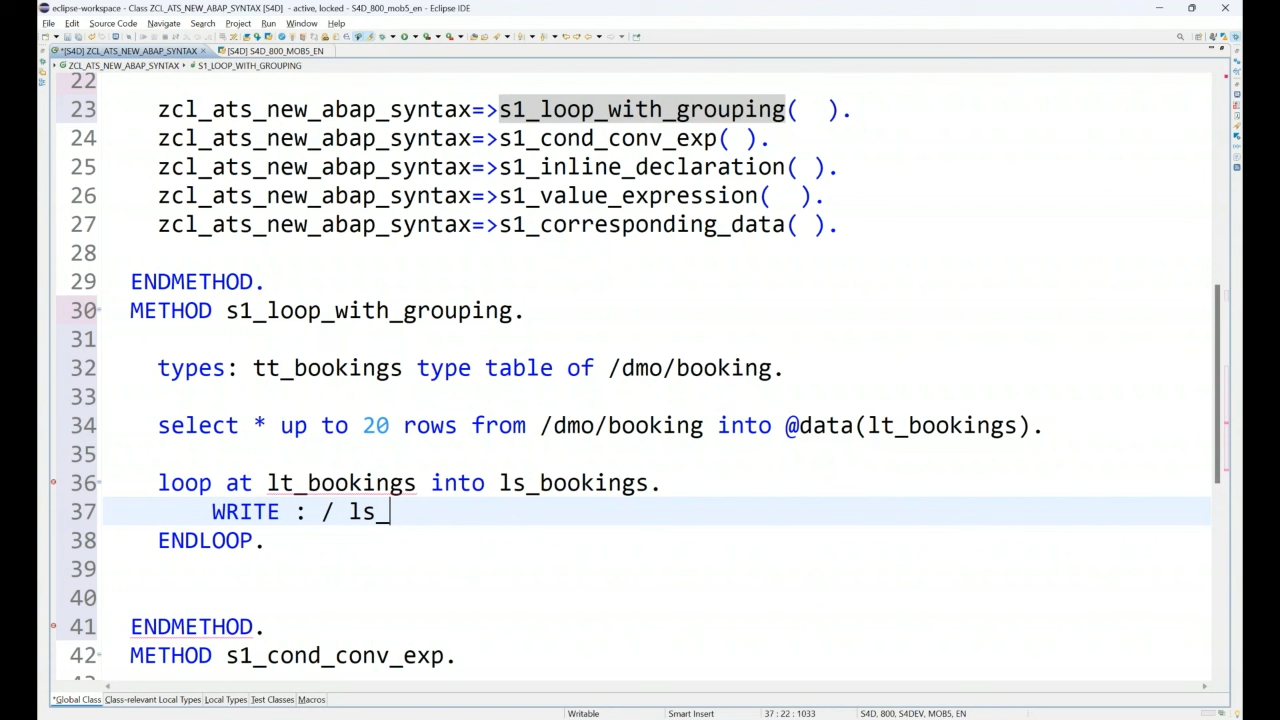 eclipse-workspace - Class ZCL_ATS_NEW_ABAP_SYNTAX [S4D] - active, locked - S4D_800_mob5_en - Eclipse IDE
File Edit Source Code Navigate Search Project Run Window Help
*[S4D] ZCL_ATS_NEW_ABAP_SYNTAX [S4D] S4D_800_MOB5_EN
ZCL_ATS_NEW_ABAP_SYNTAX S1_LOOP_WITH_GROUPING
22
23 zcl_ats_new_abap_syntax=>s1_loop_with_grouping(  ).
24 zcl_ats_new_abap_syntax=>s1_cond_conv_exp( ).
25 zcl_ats_new_abap_syntax=>s1_inline_declaration( ).
26 zcl_ats_new_abap_syntax=>s1_value_expression(  ).
27 zcl_ats_new_abap_syntax=>s1_corresponding_data( ).
28
29 ENDMETHOD.
30 METHOD s1_loop_with_grouping.
31
32 types: tt_bookings type table of /dmo/booking.
33
34 select * up to 20 rows from /dmo/booking into @data(lt_bookings).
35
36 loop at lt_bookings into ls_bookings.
37 WRITE : / ls_
38 ENDLOOP.
39
40
41 ENDMETHOD.
42 METHOD s1_cond_conv_exp.
*Global Class Class-relevant Local Types Local Types Test Classes Macros
Writable Smart Insert 37 : 22 : 1033 S4D, 800, S4DEV, MOB5, EN